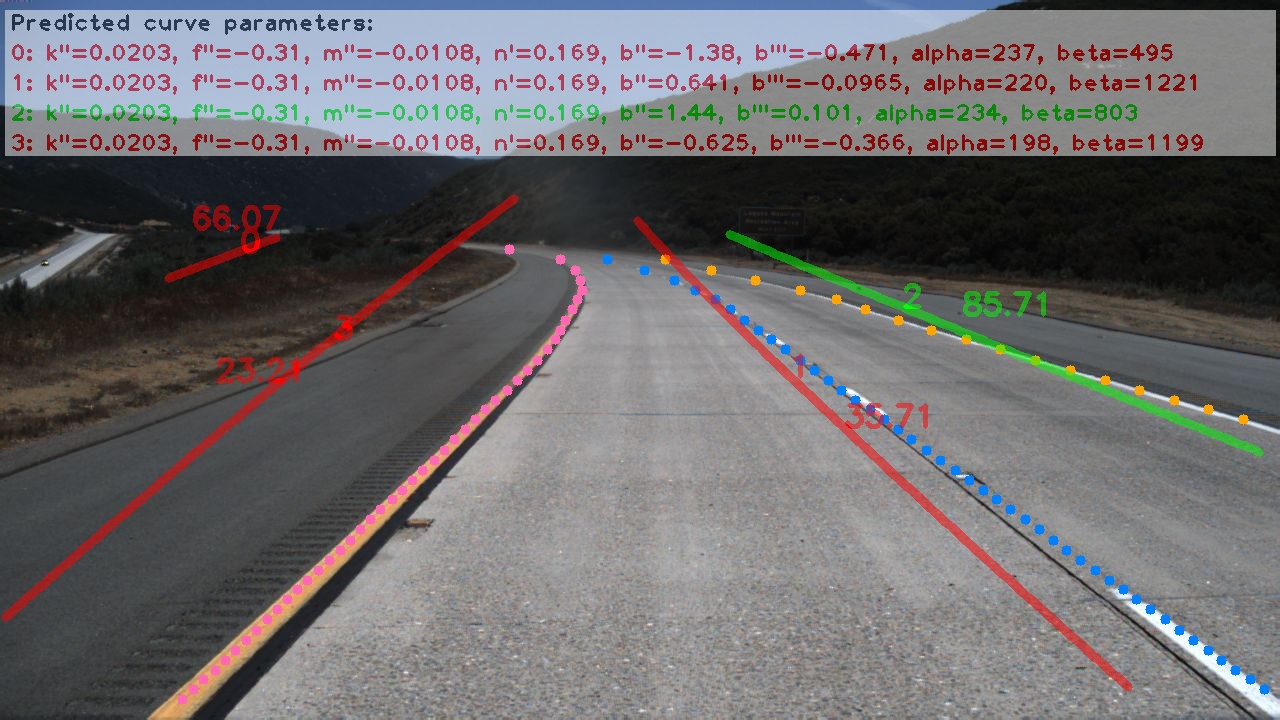 Predicted curve parameters:
0: k''=0.0203, f''=-0.31, m''=-0.0108, n'=0.169, b''=-1.38, b'''=-0.471, alpha=237, beta=495
1: k''=0.0203, f''=-0.31, m''=-0.0108, n'=0.169, b''=0.641, b'''=-0.0965, alpha=220, beta=1221
2: k''=0.0203, f''=-0.31, m''=-0.0108, n'=0.169, b''=1.44, b'''=0.101, alpha=234, beta=803
3: k''=0.0203, f''=-0.31, m''=-0.0108, n'=0.169, b''=-0.625, b'''=-0.366, alpha=198, beta=1199
66.07
0
Laguna Mountain
Recreation Area
2 85.71
3
23.21
1
35.71